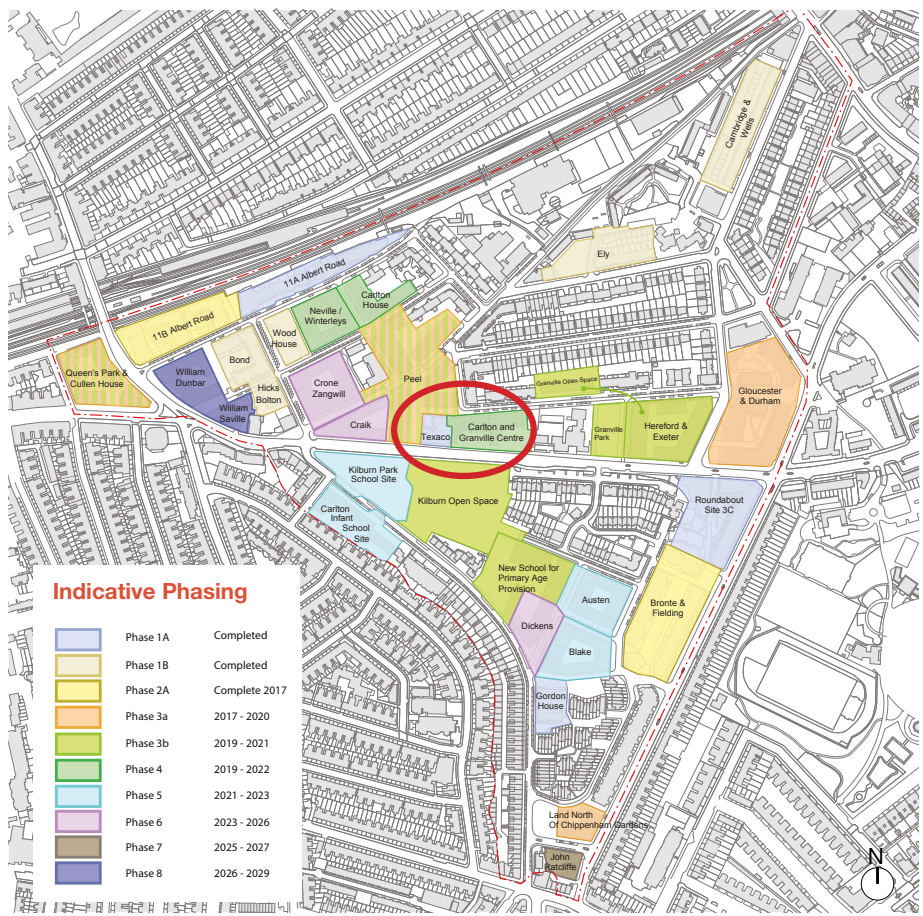 Cambridge &
Wells
Ely
11A Albert Road
Carlton
House
Neville /
Winterleys
11B Albert Road
Wood
House
Bond
Queen's Park &
Cullen House
William
Dunbar
Hicks
Bolton
Crone
Zangwill
Peel
Granville Open Space
Gloucester
& Durham
William
Saville
Craik
Texaco
Carlton and
Granville Centre
Granville
Park
Hereford &
Exeter
Kilburn Park
School Site
Kilburn Open Space
Roundabout
Site 3C
Carlton
Infant
School
Site
New School for
Primary Age
Provision
Austen
Bronte &
Fielding
Dickens
Blake
Gordon
House
Land North
Of Chippenham Gardens
John
Ratcliffe
N
Indicative Phasing
Phase 1A Completed
Phase 1B Completed
Phase 2A Complete 2017
Phase 3a 2017 - 2020
Phase 3b 2019 - 2021
Phase 4 2019 - 2022
Phase 5 2021 - 2023
Phase 6 2023 - 2026
Phase 7 2025 - 2027
Phase 8 2026 - 2029